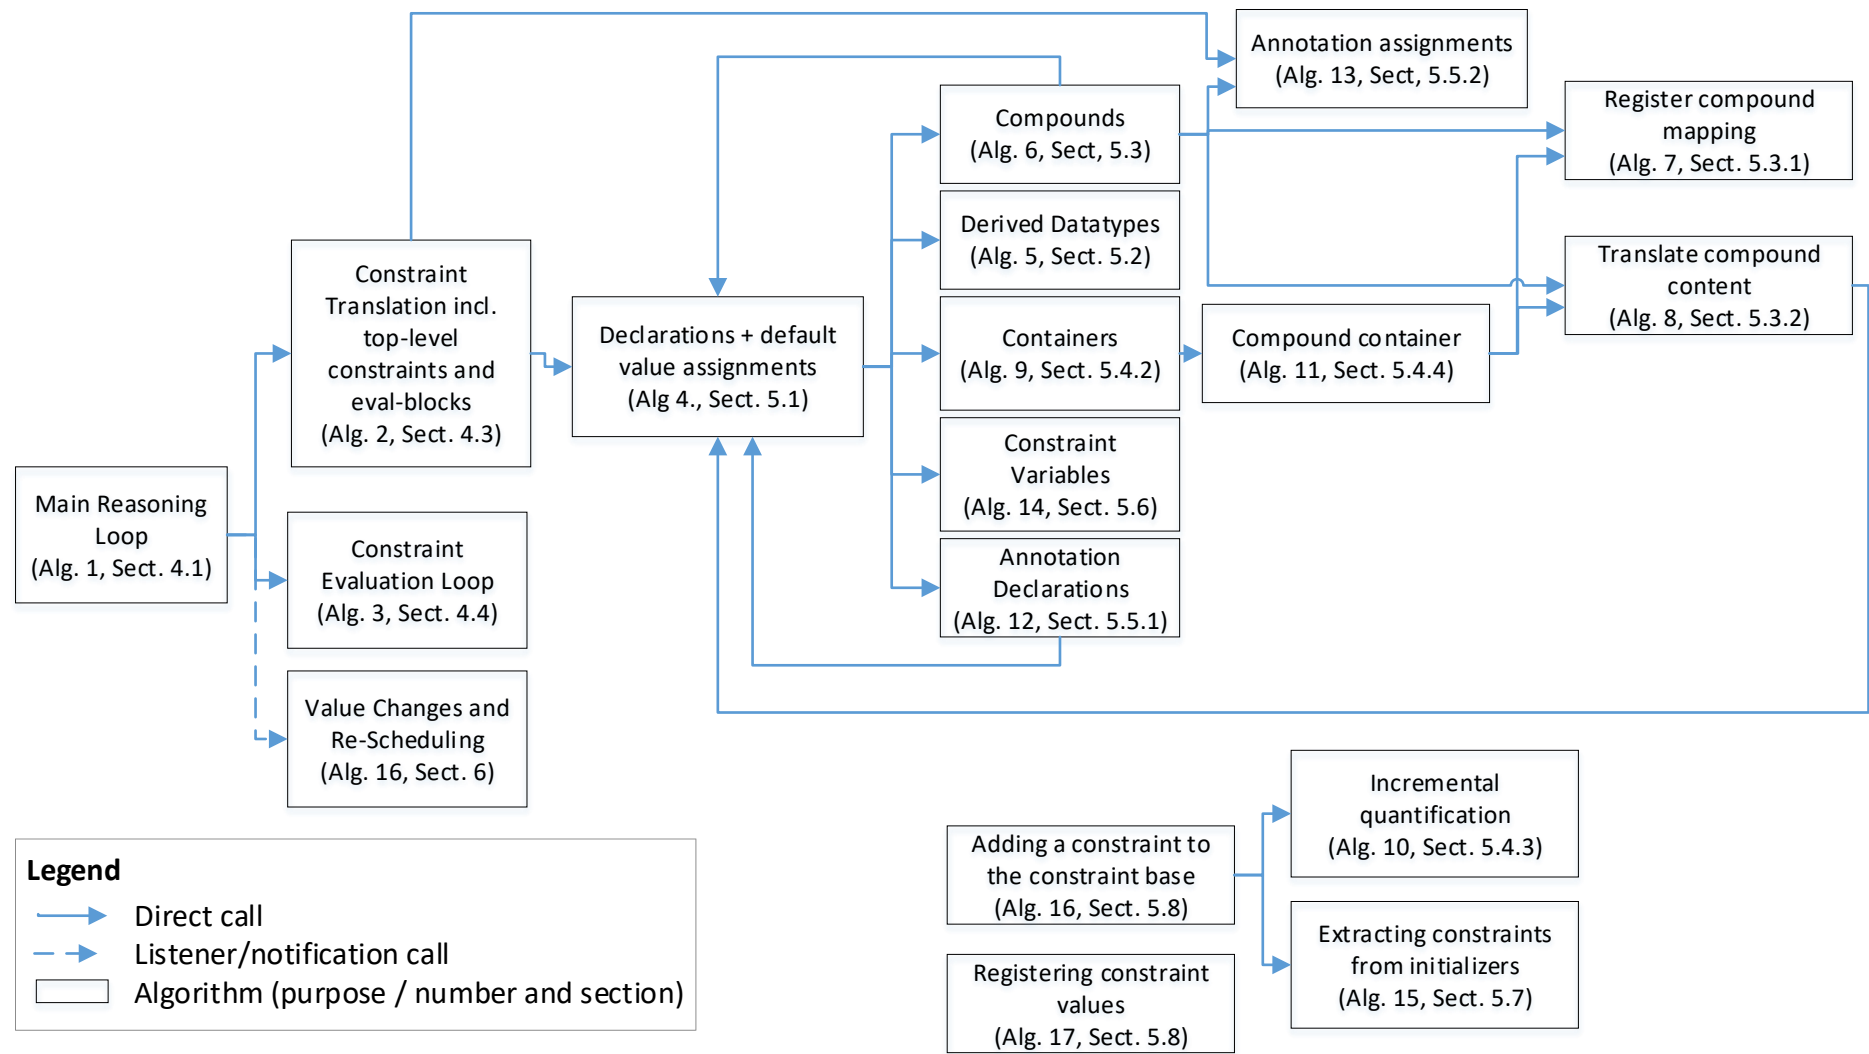 Annotation assignments
(Alg. 13, Sect, 5.5.2)
Compounds
(Alg. 6, Sect, 5.3)
Register compound
mapping
(Alg. 7, Sect. 5.3.1)
Derived Datatypes
(Alg. 5, Sect. 5.2)
Translate compound
content
(Alg. 8, Sect. 5.3.2)
Constraint
Translation incl.
top-level
constraints and
eval-blocks
(Alg. 2, Sect. 4.3)
Declarations + default
value assignments
(Alg 4., Sect. 5.1)
Containers
(Alg. 9, Sect. 5.4.2)
Compound container
(Alg. 11, Sect. 5.4.4)
Constraint
Variables
(Alg. 14, Sect. 5.6)
Main Reasoning
Loop
(Alg. 1, Sect. 4.1)
Constraint
Evaluation Loop
(Alg. 3, Sect. 4.4)
Annotation
Declarations
(Alg. 12, Sect. 5.5.1)
Value Changes and
Re-Scheduling
(Alg. 16, Sect. 6)
Incremental
quantification
(Alg. 10, Sect. 5.4.3)
Adding a constraint to
the constraint base
(Alg. 16, Sect. 5.8)
Extracting constraints
from initializers
(Alg. 15, Sect. 5.7)
Registering constraint
values
(Alg. 17, Sect. 5.8)
Legend
Direct call
Listener/notification call
Algorithm (purpose / number and section)